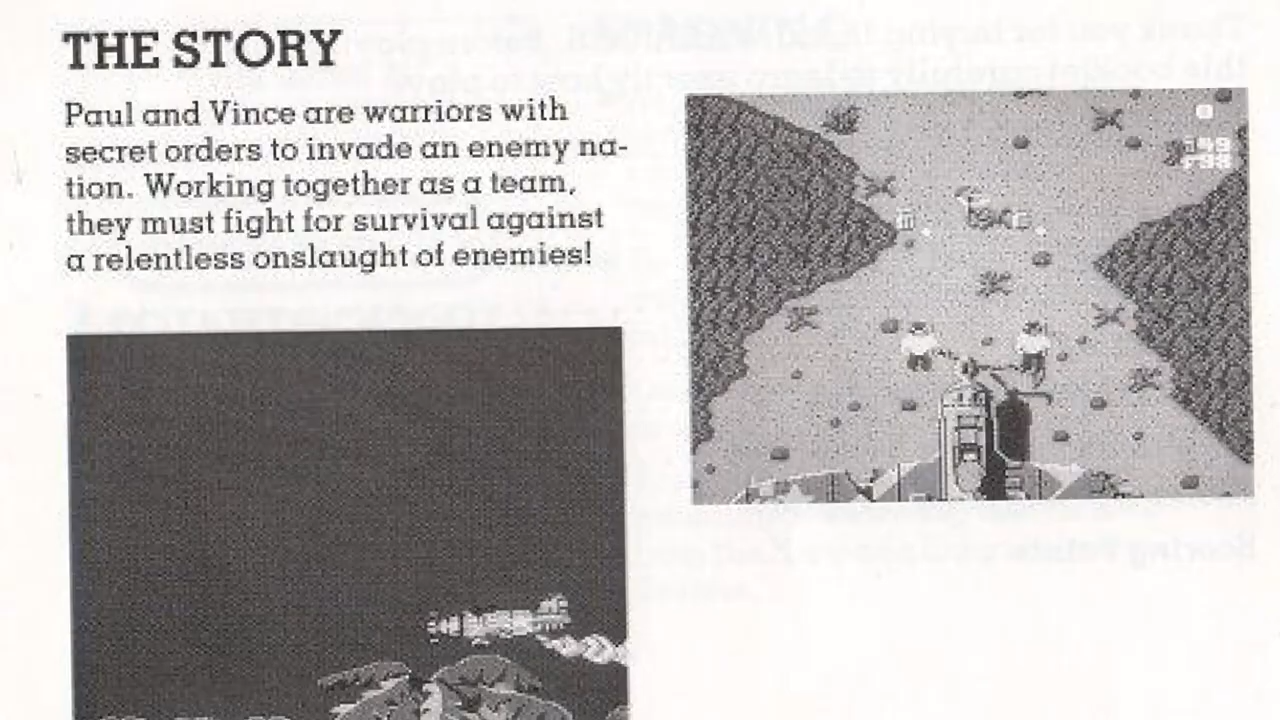 THE STORY
Paul and Vince are warriors with
secret orders to invade an enemy na-
tion. Working together as a team,
they must fight for survival against
a relentless onslaught of enemies!